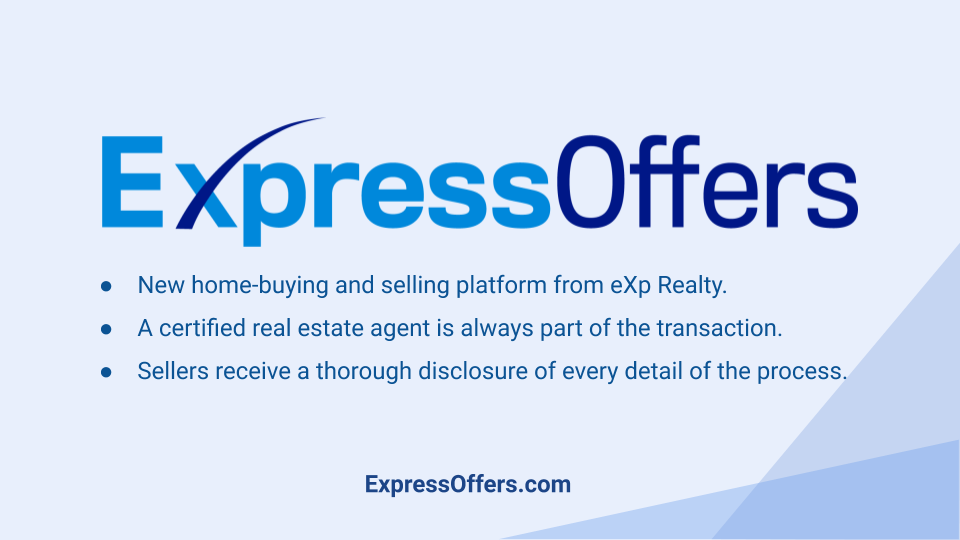 ExpressOffers
● New home-buying and selling platform from eXp Realty.
● A certified real estate agent is always part of the transaction.
● Sellers receive a thorough disclosure of every detail of the process.
ExpressOffers.com